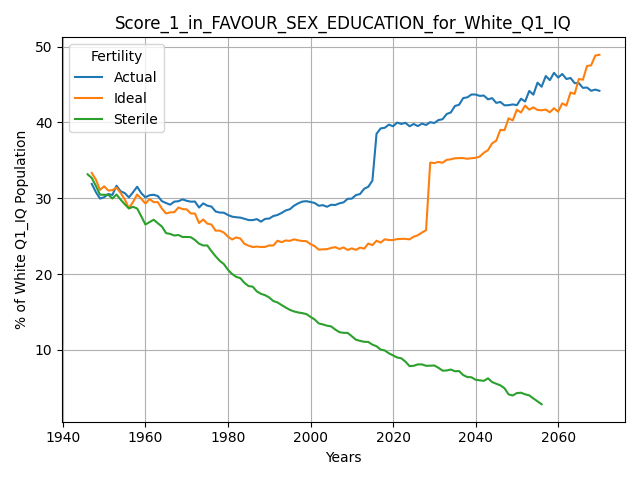 Score_1_in_FAVOUR_SEX_EDUCATION_for_White_Q1_IQ
Fertility
Actual
Ideal
Sterile
% of White Q1_IQ Population
50
40
30
20
10
1940 1960 1980 2000 2020 2040 2060
Years